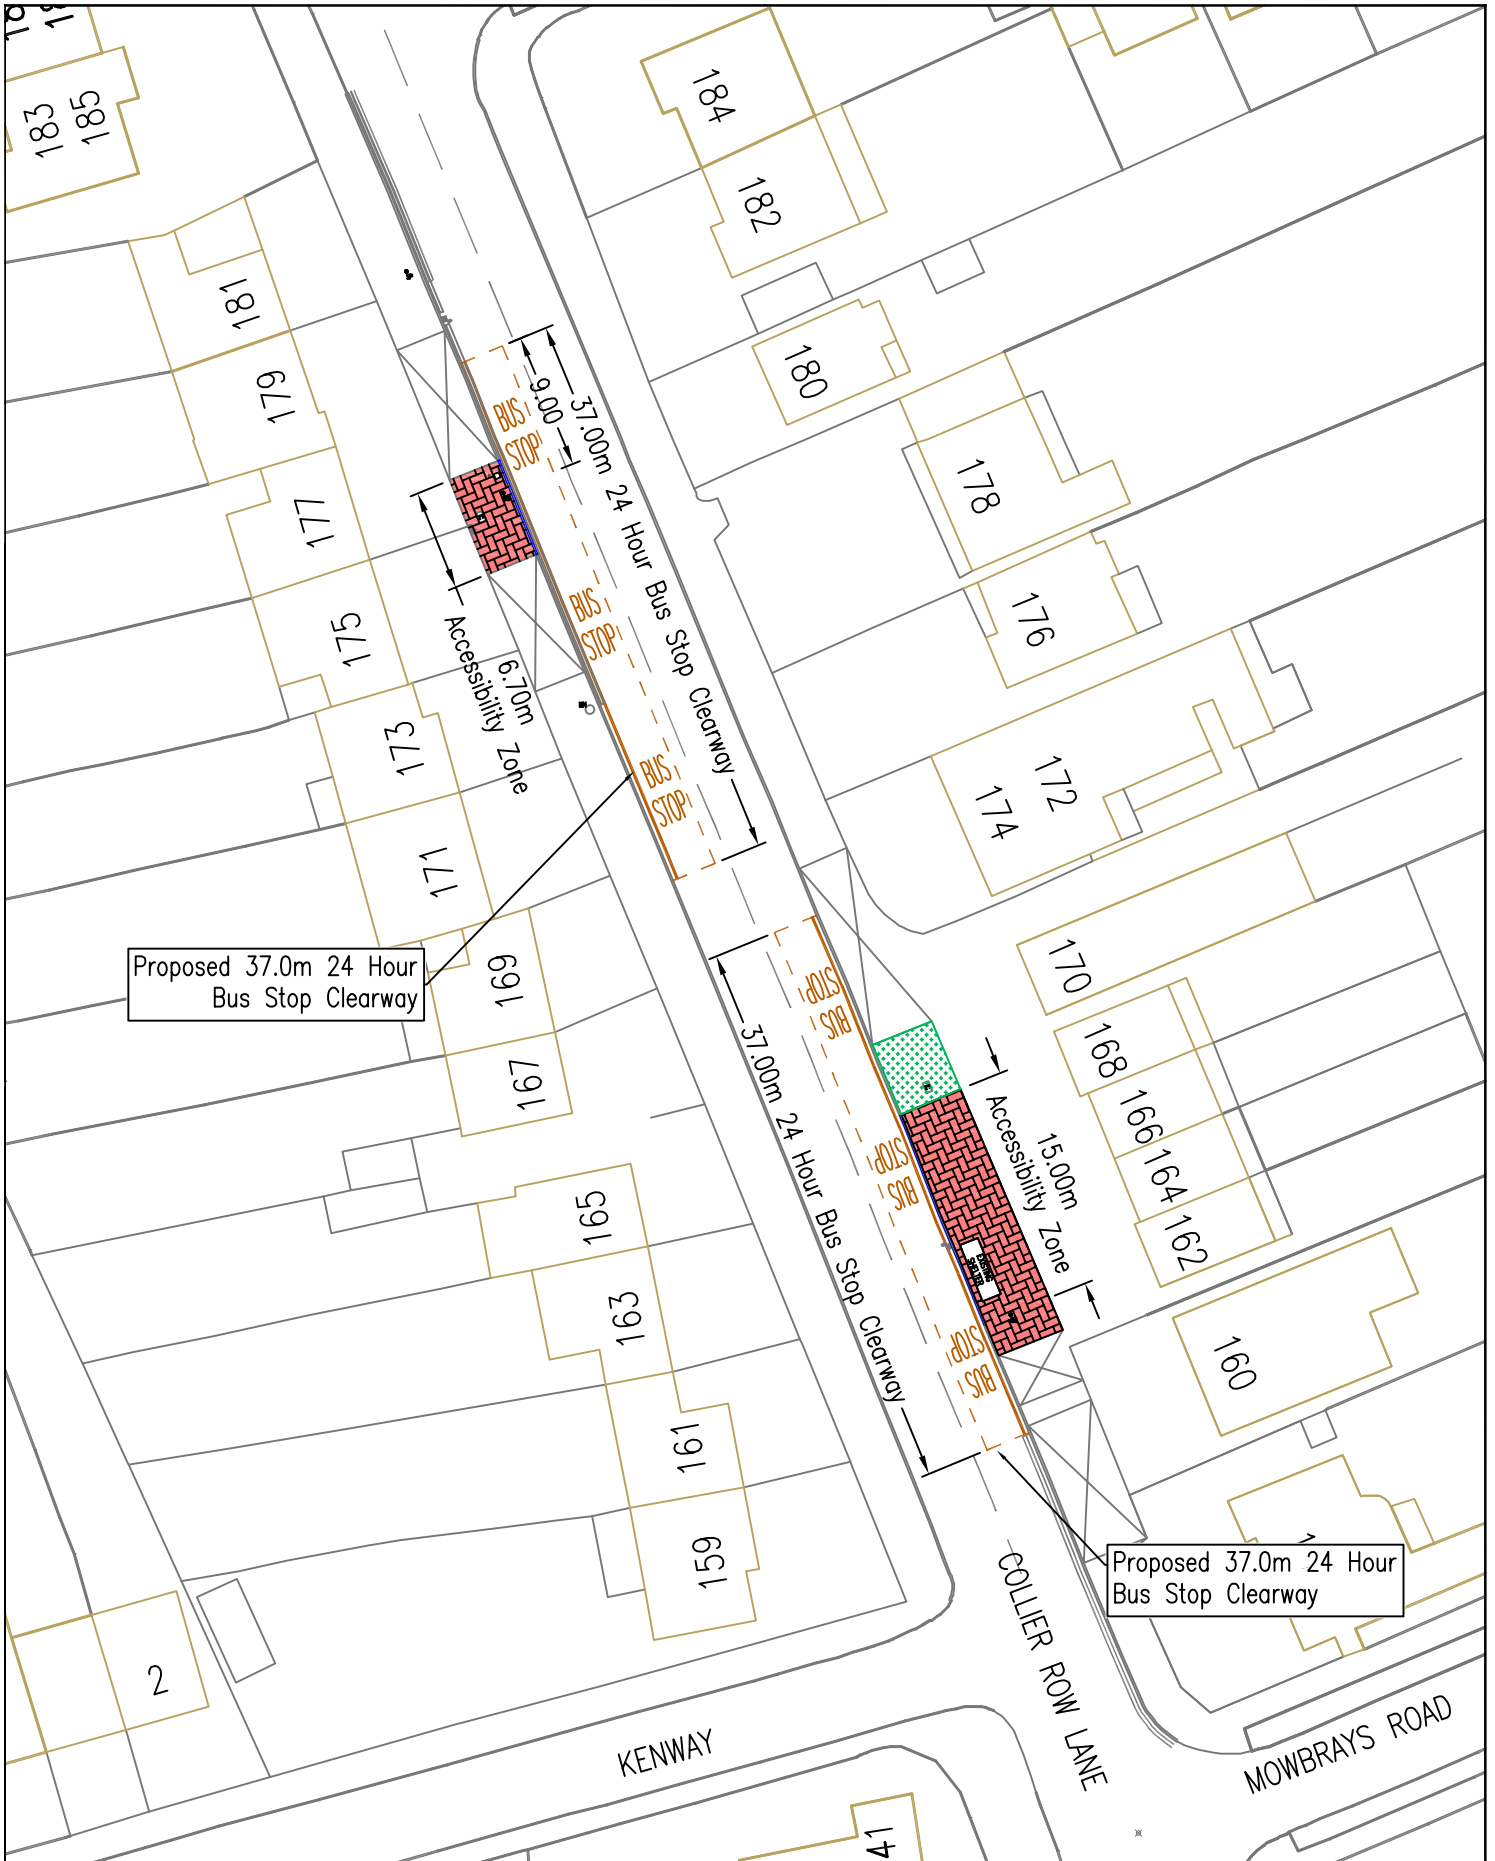 183
185
184
182
181
180
179
178
177
176
175
174
172
173
171
170
169
168
167
166
164
162
165
163
160
161
159
2
41
9.00
37.00m 24 Hour Bus Stop Clearway
BUS
STOP
BUS
STOP
BUS
STOP
6.70m
Accessibility Zone
Proposed 37.0m 24 Hour
Bus Stop Clearway
37.00m 24 Hour Bus Stop Clearway
BUS
STOP
BUS
STOP
BUS
STOP
15.00m
Accessibility Zone
EXISTING
SHELTER
Proposed 37.0m 24 Hour
Bus Stop Clearway
COLLIER ROW LANE
KENWAY
MOWBRAYS ROAD